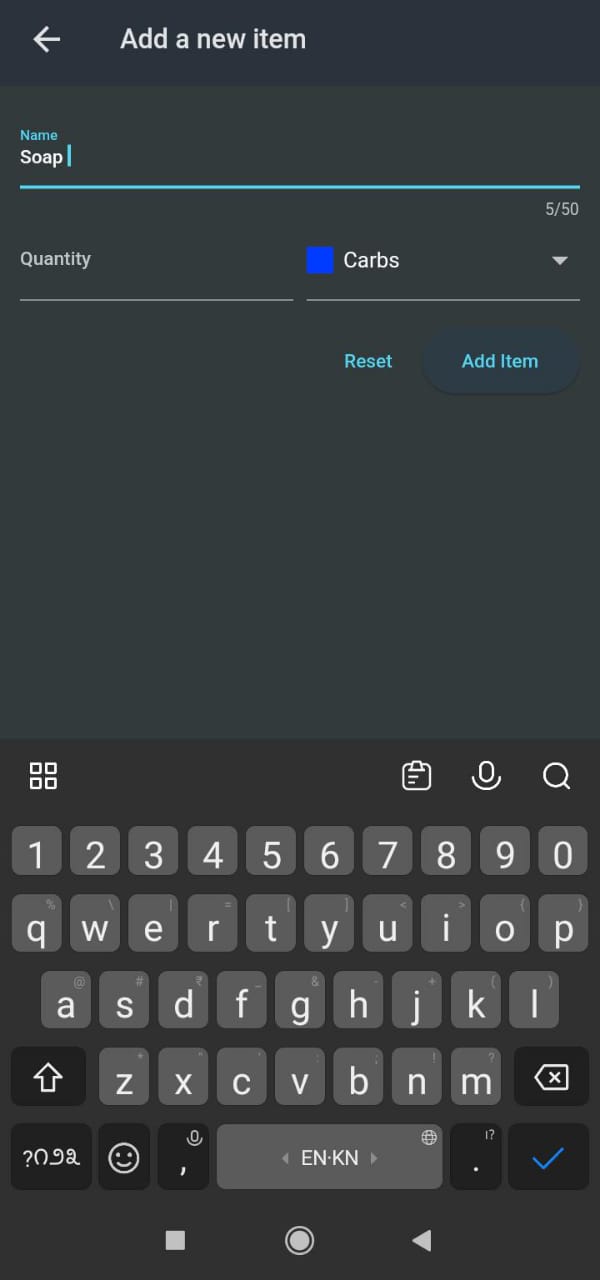 Add a new item
Name
Soap
5/50
Quantity
Carbs
Reset
Add Item
1 2 3 4 5 6 7 8 9 0
% \ | = [ ] < > { }
q w e r t y u i o p
@ # ₹ _ & - + ( )
a s d f g h j k l
* " ' : ; ! ?
z x c v b n m
!?
, EN·KN .